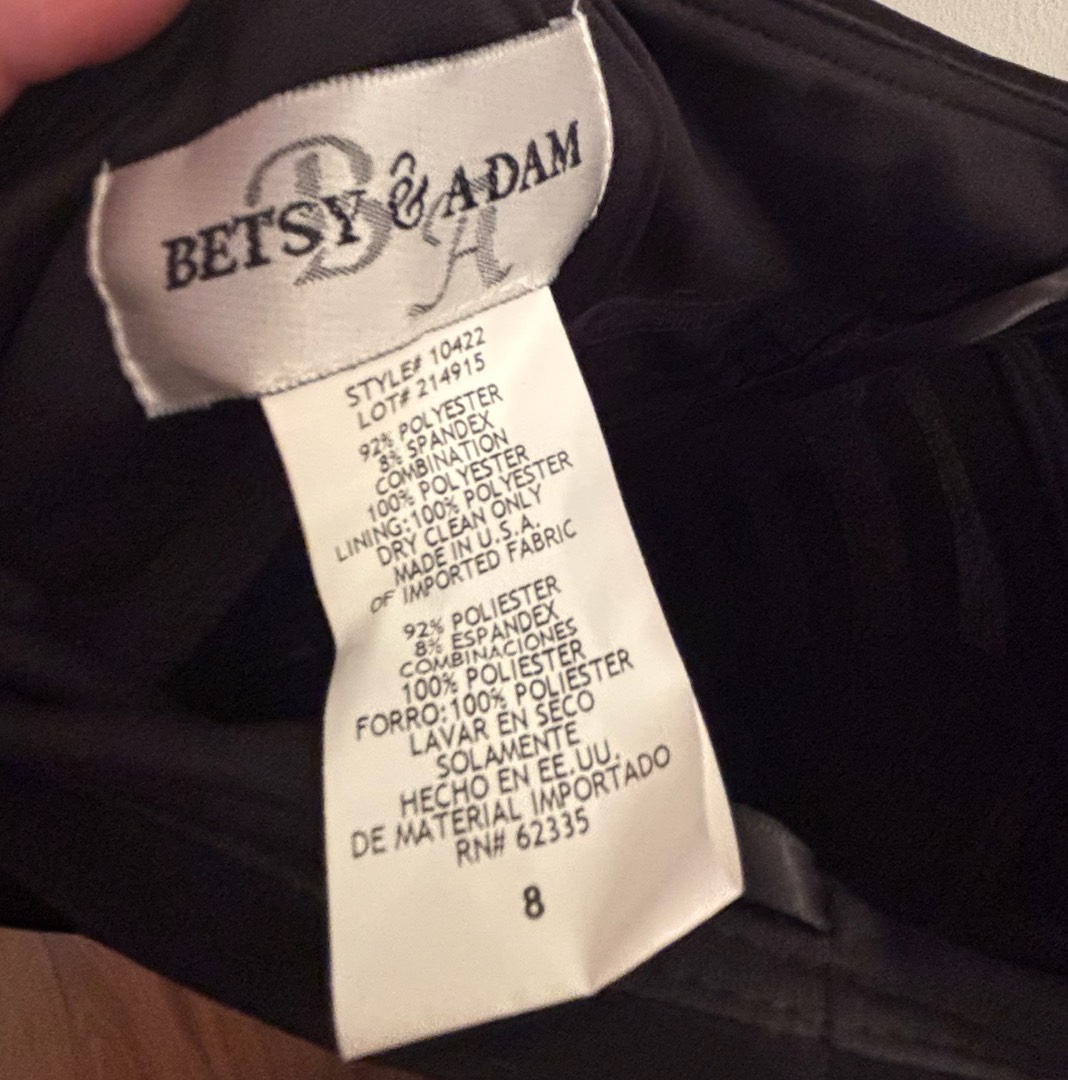 BETSY & ADAM
B A
STYLE# 10422
LOT# 214915
92% POLYESTER
8% SPANDEX
COMBINATION
100% POLYESTER
LINING:100% POLYESTER
DRY CLEAN ONLY
MADE IN U.S.A.
OF IMPORTED FABRIC
92% POLIESTER
8% ESPANDEX
COMBINACIONES
100% POLIESTER
FORRO:100% POLIESTER
LAVAR EN SECO
SOLAMENTE
HECHO EN EE.UU.
DE MATERIAL IMPORTADO
RN# 62335
8